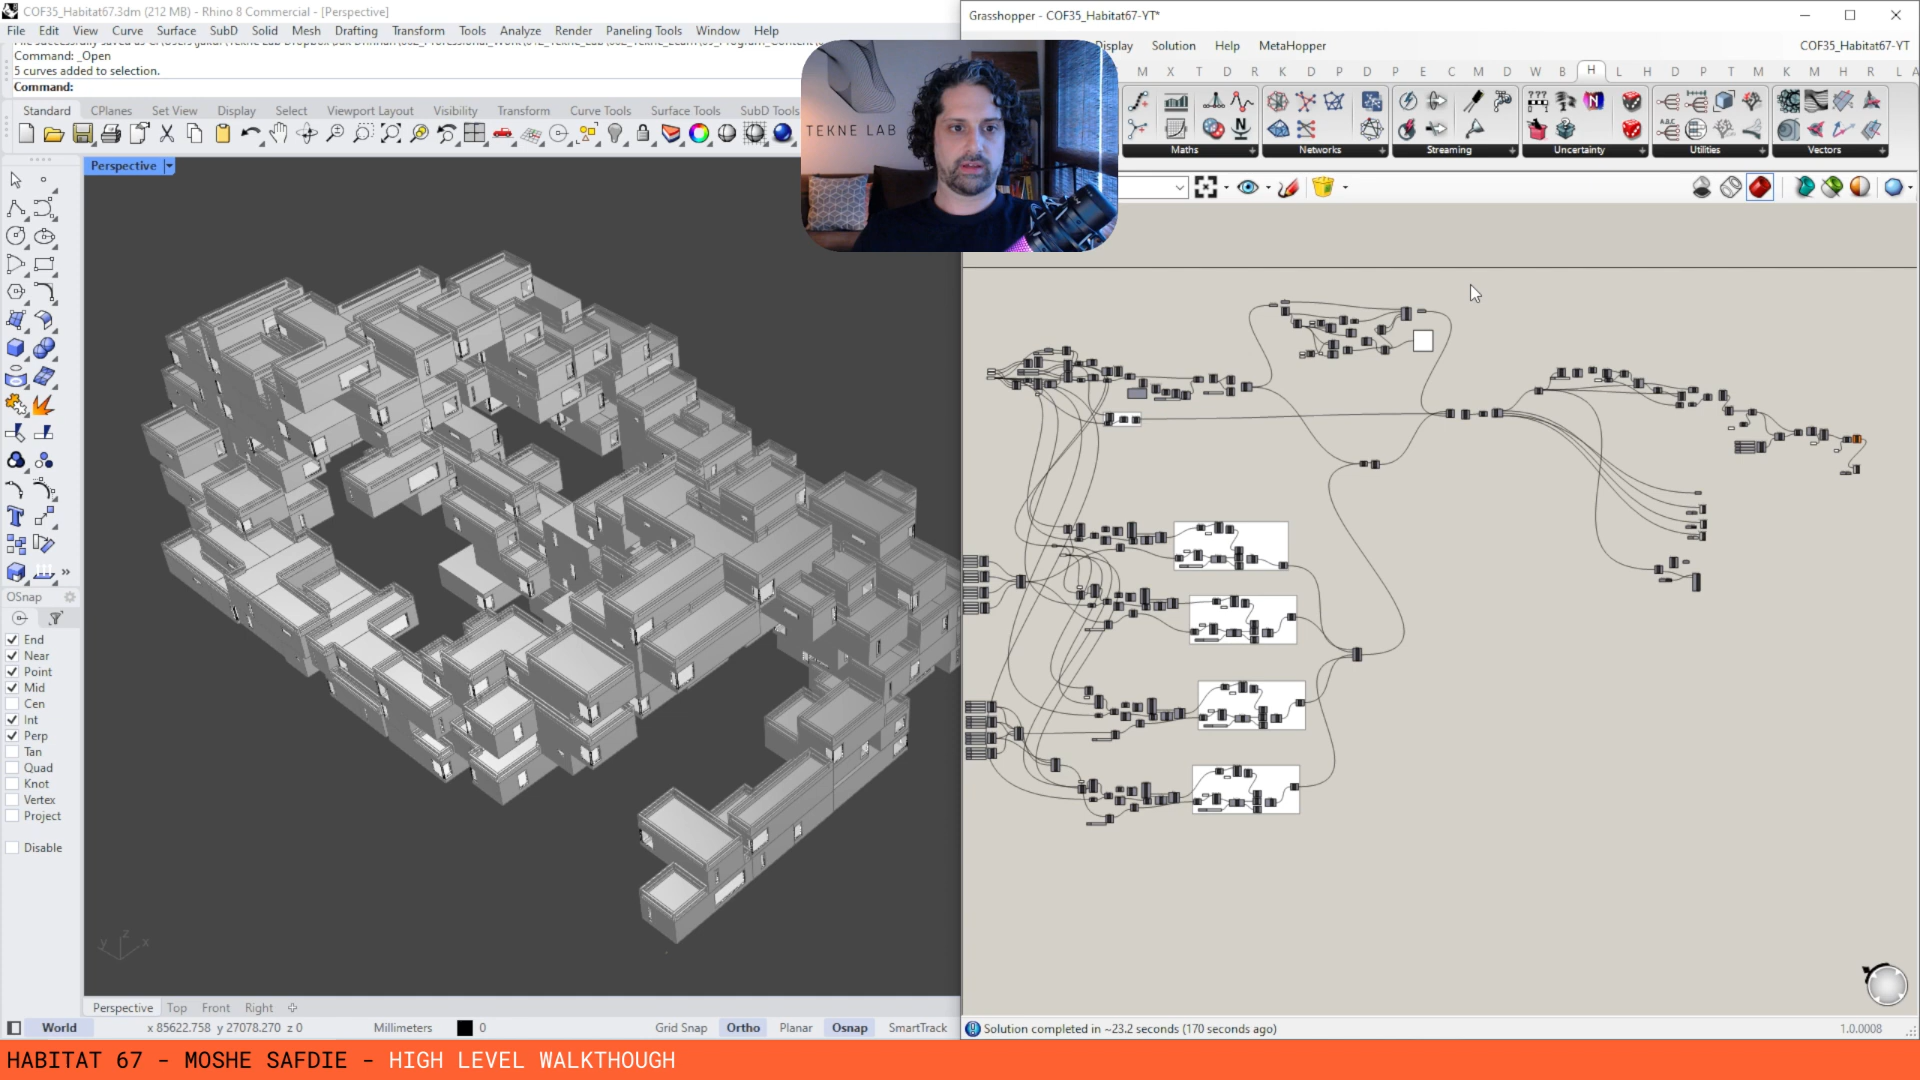 COF35_Habitat67.3dm (212 MB) - Rhino 8 Commercial - [Perspective]
File Edit View Curve Surface SubD Solid Mesh Drafting Transform Tools Analyze Render Paneling Tools Window Help
Command: _Open
5 curves added to selection.
Command:
Standard CPlanes Set View Display Select Viewport Layout Visibility Transform Curve Tools Surface Tools SubD Tools
Perspective
OSnap
End
Near
Point
Mid
Cen
Int
Perp
Tan
Quad
Knot
Vertex
Project
Disable
z
y x
Perspective Top Front Right
World x 85622.758 y 27078.270 z 0 Millimeters 0 Grid Snap Ortho Planar Osnap SmartTrack
TEKNE LAB
Grasshopper - COF35_Habitat67-YT*
Display Solution Help MetaHopper COF35_Habitat67-YT
M X T D R K D P D P E C M D W B H L H D P T M K M H R L A
Maths Networks Streaming Uncertainty Utilities Vectors
Solution completed in ~23.2 seconds (170 seconds ago) 1.0.0008
HABITAT 67 - MOSHE SAFDIE - HIGH LEVEL WALKTHOUGH